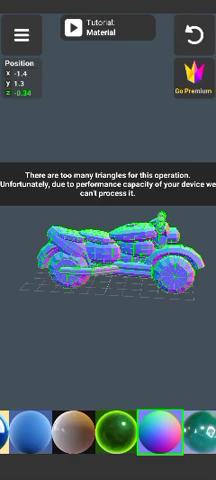 Tutorial:
Material
Position
x -1.4
y 1.3
z -0.34
Go Premium
There are too many triangles for this operation.
Unfortunately, due to performance capacity of your device we
can't process it.